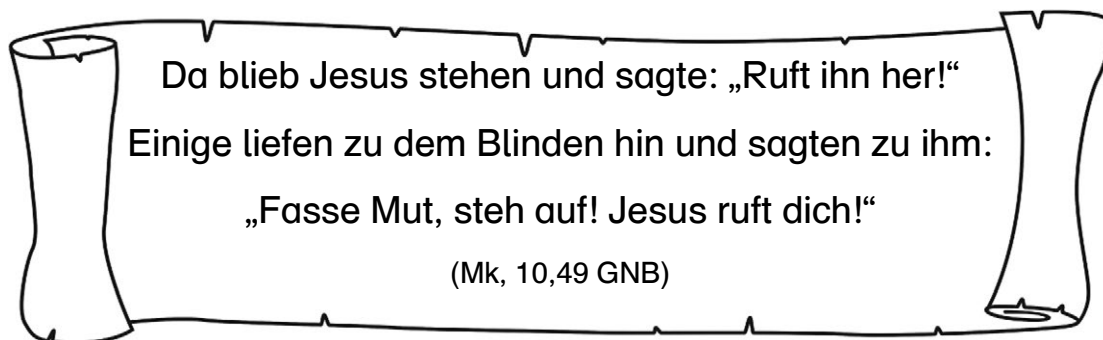 Da blieb Jesus stehen und sagte: „Ruft ihn her!“
Einige liefen zu dem Blinden hin und sagten zu ihm:
„Fasse Mut, steh auf! Jesus ruft dich!“
(Mk, 10,49 GNB)